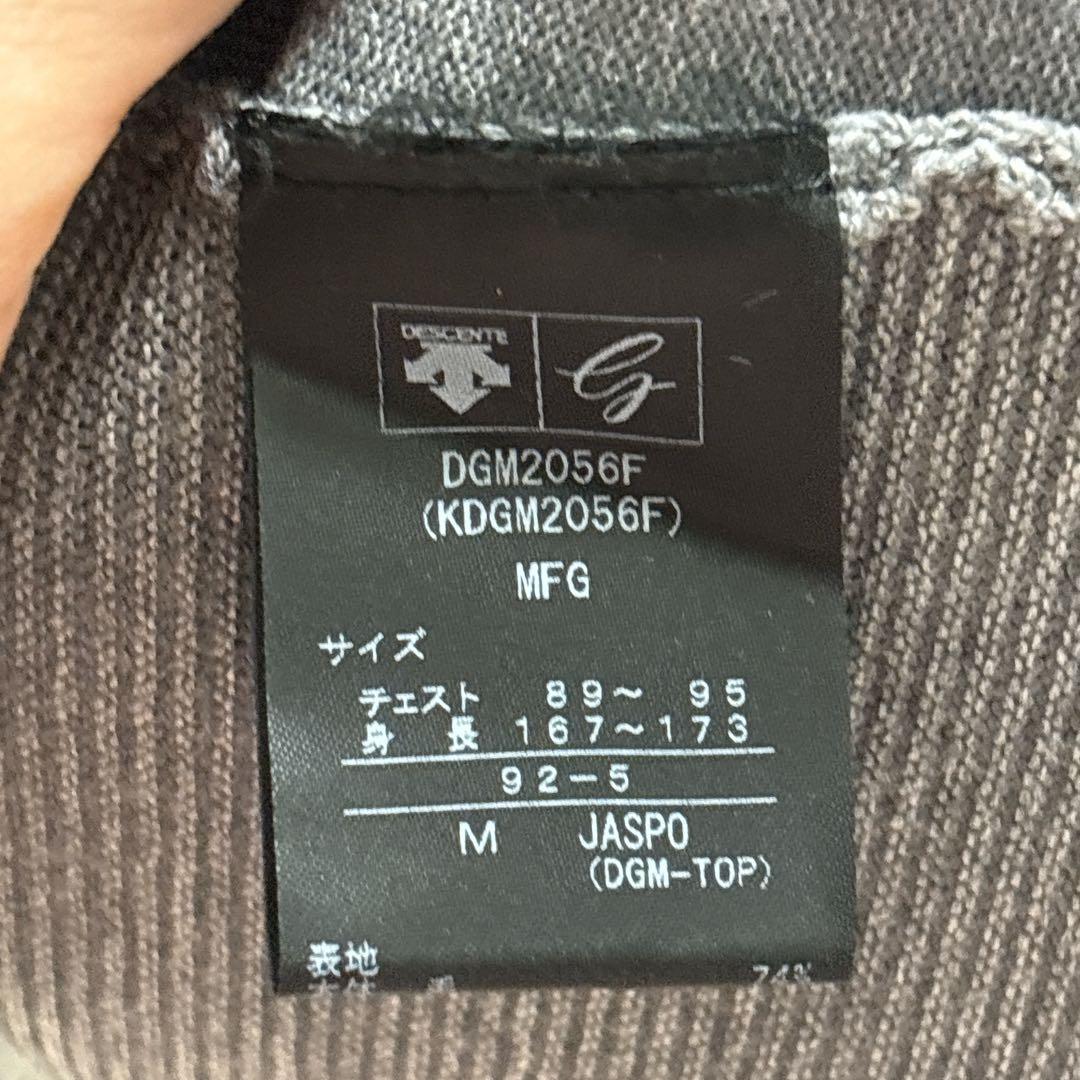 DESCENTE G
DGM2056F
(KDGM2056F)
MFG
サイズ
チェスト 89～ 95
身 長 167～173
92-5
M JASPO
(DGM-TOP)
表地
74%